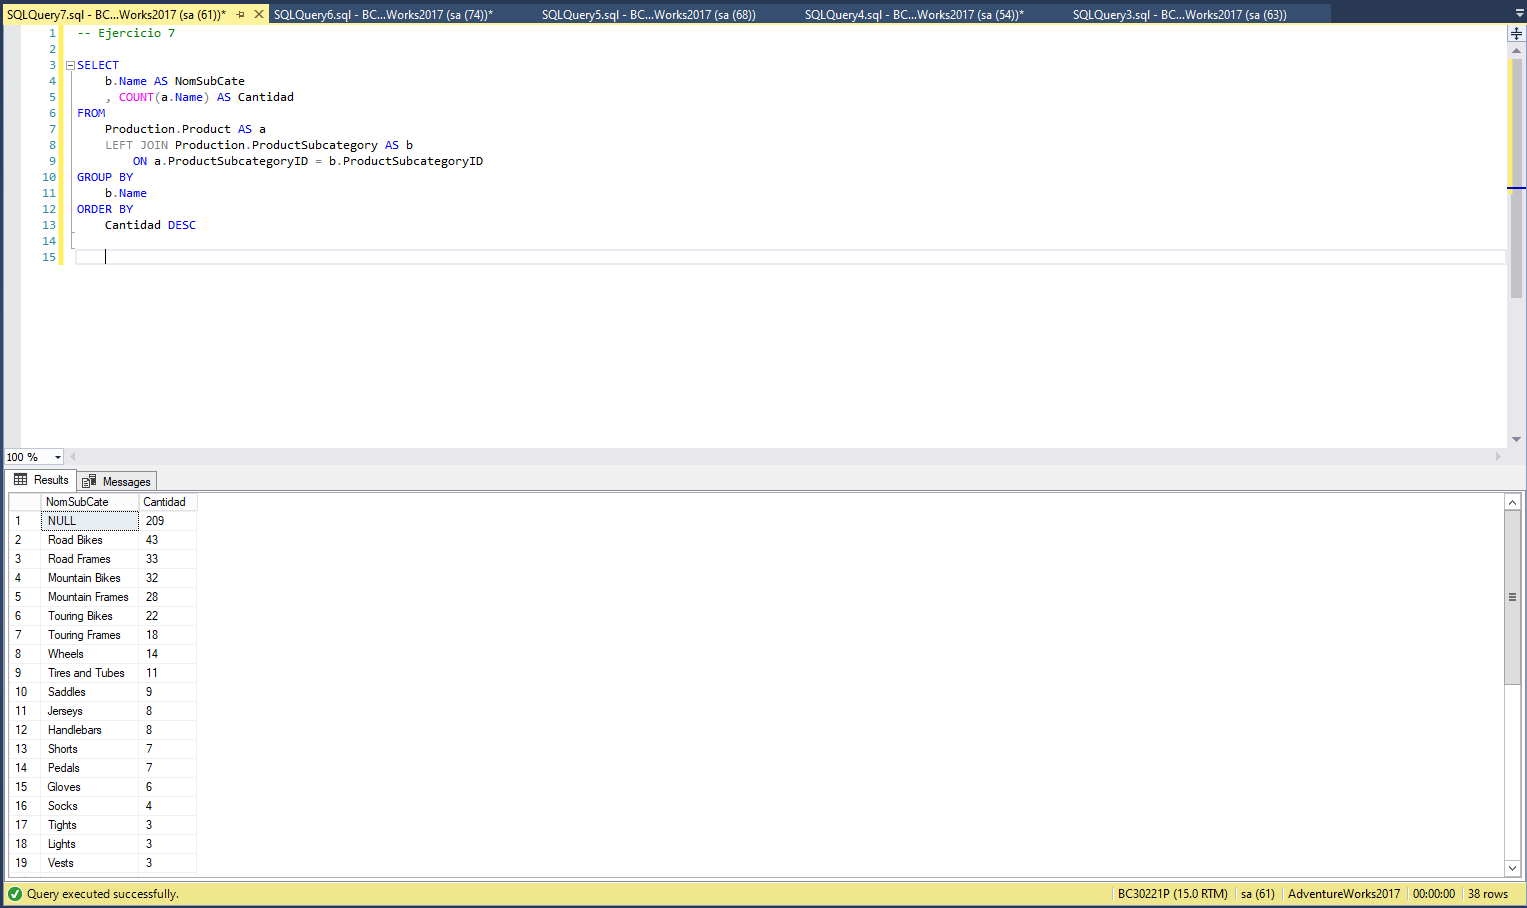 SQLQuery7.sql - BC...Works2017 (sa (61))* SQLQuery6.sql - BC...Works2017 (sa (74))* SQLQuery5.sql - BC...Works2017 (sa (68)) SQLQuery4.sql - BC...Works2017 (sa (54))* SQLQuery3.sql - BC...Works2017 (sa (63))
1 -- Ejercicio 7
2
3 SELECT
4 b.Name AS NomSubCate
5 , COUNT(a.Name) AS Cantidad
6 FROM
7 Production.Product AS a
8 LEFT JOIN Production.ProductSubcategory AS b
9 ON a.ProductSubcategoryID = b.ProductSubcategoryID
10 GROUP BY
11 b.Name
12 ORDER BY
13 Cantidad DESC
14
15
100 %
Results Messages
NomSubCate Cantidad
1 NULL 209
2 Road Bikes 43
3 Road Frames 33
4 Mountain Bikes 32
5 Mountain Frames 28
6 Touring Bikes 22
7 Touring Frames 18
8 Wheels 14
9 Tires and Tubes 11
10 Saddles 9
11 Jerseys 8
12 Handlebars 8
13 Shorts 7
14 Pedals 7
15 Gloves 6
16 Socks 4
17 Tights 3
18 Lights 3
19 Vests 3
Query executed successfully. BC30221P (15.0 RTM) sa (61) AdventureWorks2017 00:00:00 38 rows